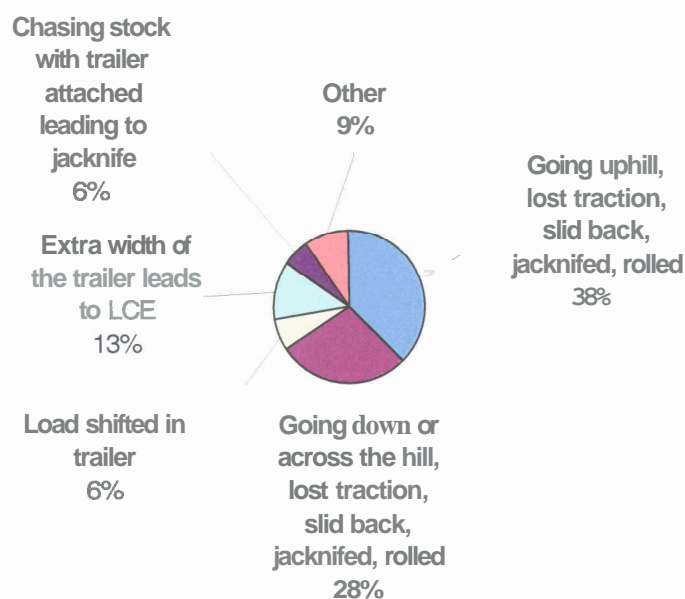 Chasing stock
with trailer
attached
leading to
jacknife
6%
Other
9%
Going uphill,
lost traction,
slid back,
jacknifed, rolled
38%
Extra width of
the trailer leads
to LCE
13%
Load shifted in
trailer
6%
Going down or
across the hill,
lost traction,
slid back,
jacknifed, rolled
28%